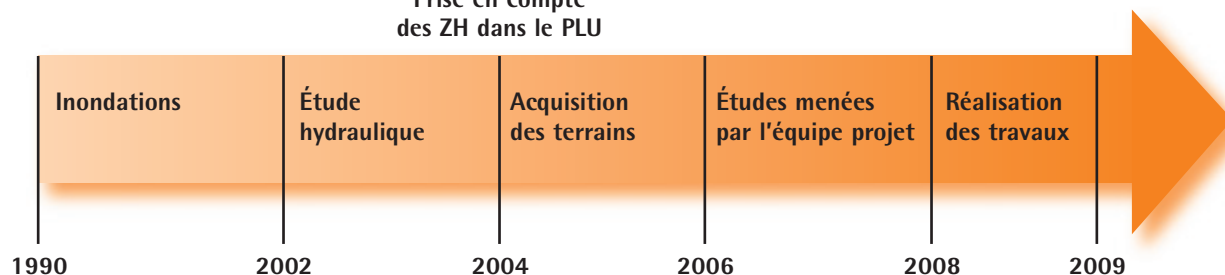 Prise en compte
des ZH dans le PLU
Inondations
Étude
hydraulique
Acquisition
des terrains
Études menées
par l'équipe projet
Réalisation
des travaux
1990
2002
2004
2006
2008
2009